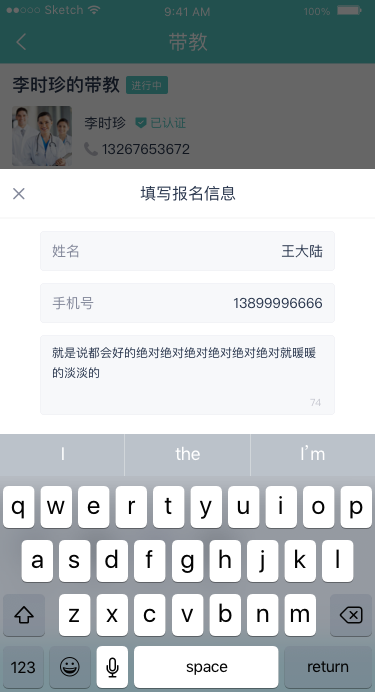 Sketch 9:41 AM 100%
带教
李时珍的带教 进行中
李时珍 已认证
13267653672
填写报名信息
姓名 王大陆
手机号 13899996666
就是说都会好的绝对绝对绝对绝对绝对绝对就暖暖
的淡淡的
74
I the I'm
q w e r t y u i o p
a s d f g h j k l
z x c v b n m
123 space return